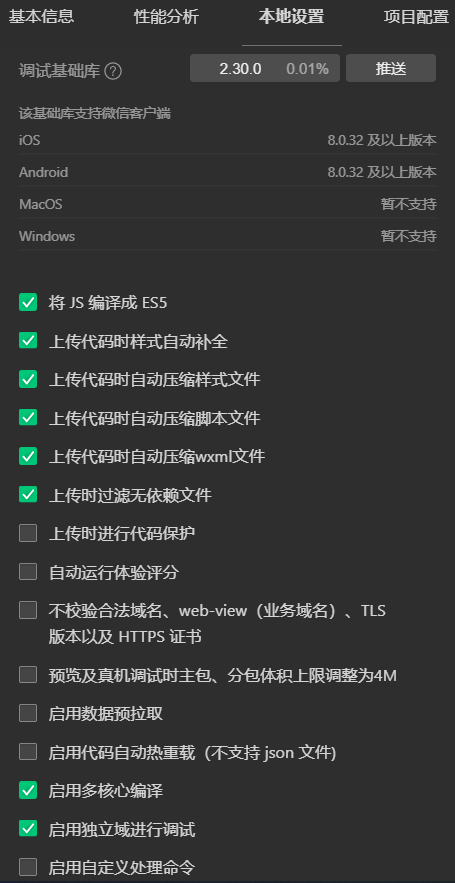 基本信息 性能分析 本地设置 项目配置
调试基础库 ? 2.30.0 0.01% 推送
该基础库支持微信客户端
iOS 8.0.32 及以上版本
Android 8.0.32 及以上版本
MacOS 暂不支持
Windows 暂不支持
将 JS 编译成 ES5
上传代码时样式自动补全
上传代码时自动压缩样式文件
上传代码时自动压缩脚本文件
上传代码时自动压缩wxml文件
上传时过滤无依赖文件
上传时进行代码保护
自动运行体验评分
不校验合法域名、web-view（业务域名）、TLS
版本以及 HTTPS 证书
预览及真机调试时主包、分包体积上限调整为4M
启用数据预拉取
启用代码自动热重载（不支持 json 文件)
启用多核心编译
启用独立域进行调试
启用自定义处理命令